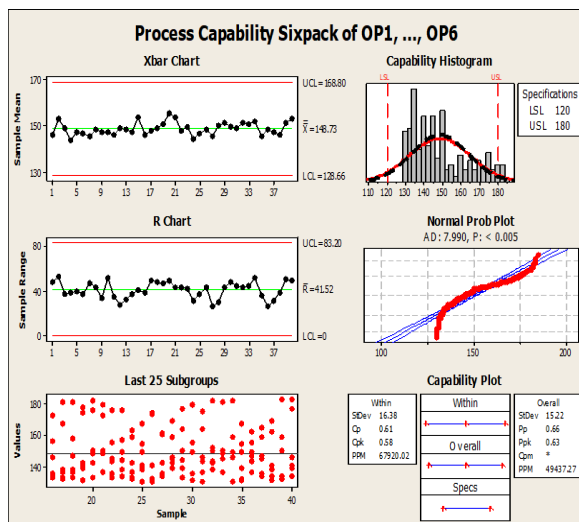 Process Capability Sixpack of OP1, ..., OP6
Xbar Chart
Sample Mean
170
150
130
UCL=168.80
X=148.73
LCL=128.66
1 5 9 13 17 21 25 29 33 37
Capability Histogram
LSL USL
Specifications
LSL 120
USL 180
110 120 130 140 150 160 170 180
R Chart
Sample Range
80
40
0
UCL=83.20
R=41.52
LCL=0
1 5 9 13 17 21 25 29 33 37
Normal Prob Plot
AD: 7.990, P: < 0.005
100 150 200
Last 25 Subgroups
Values
180
160
140
20 25 30 35 40
Sample
Capability Plot
Within
StDev 16.38
Cp 0.61
Cpk 0.58
PPM 67920.02
Within
Overall
Specs
Overall
StDev 15.22
Pp 0.66
Ppk 0.63
Cpm *
PPM 49437.27